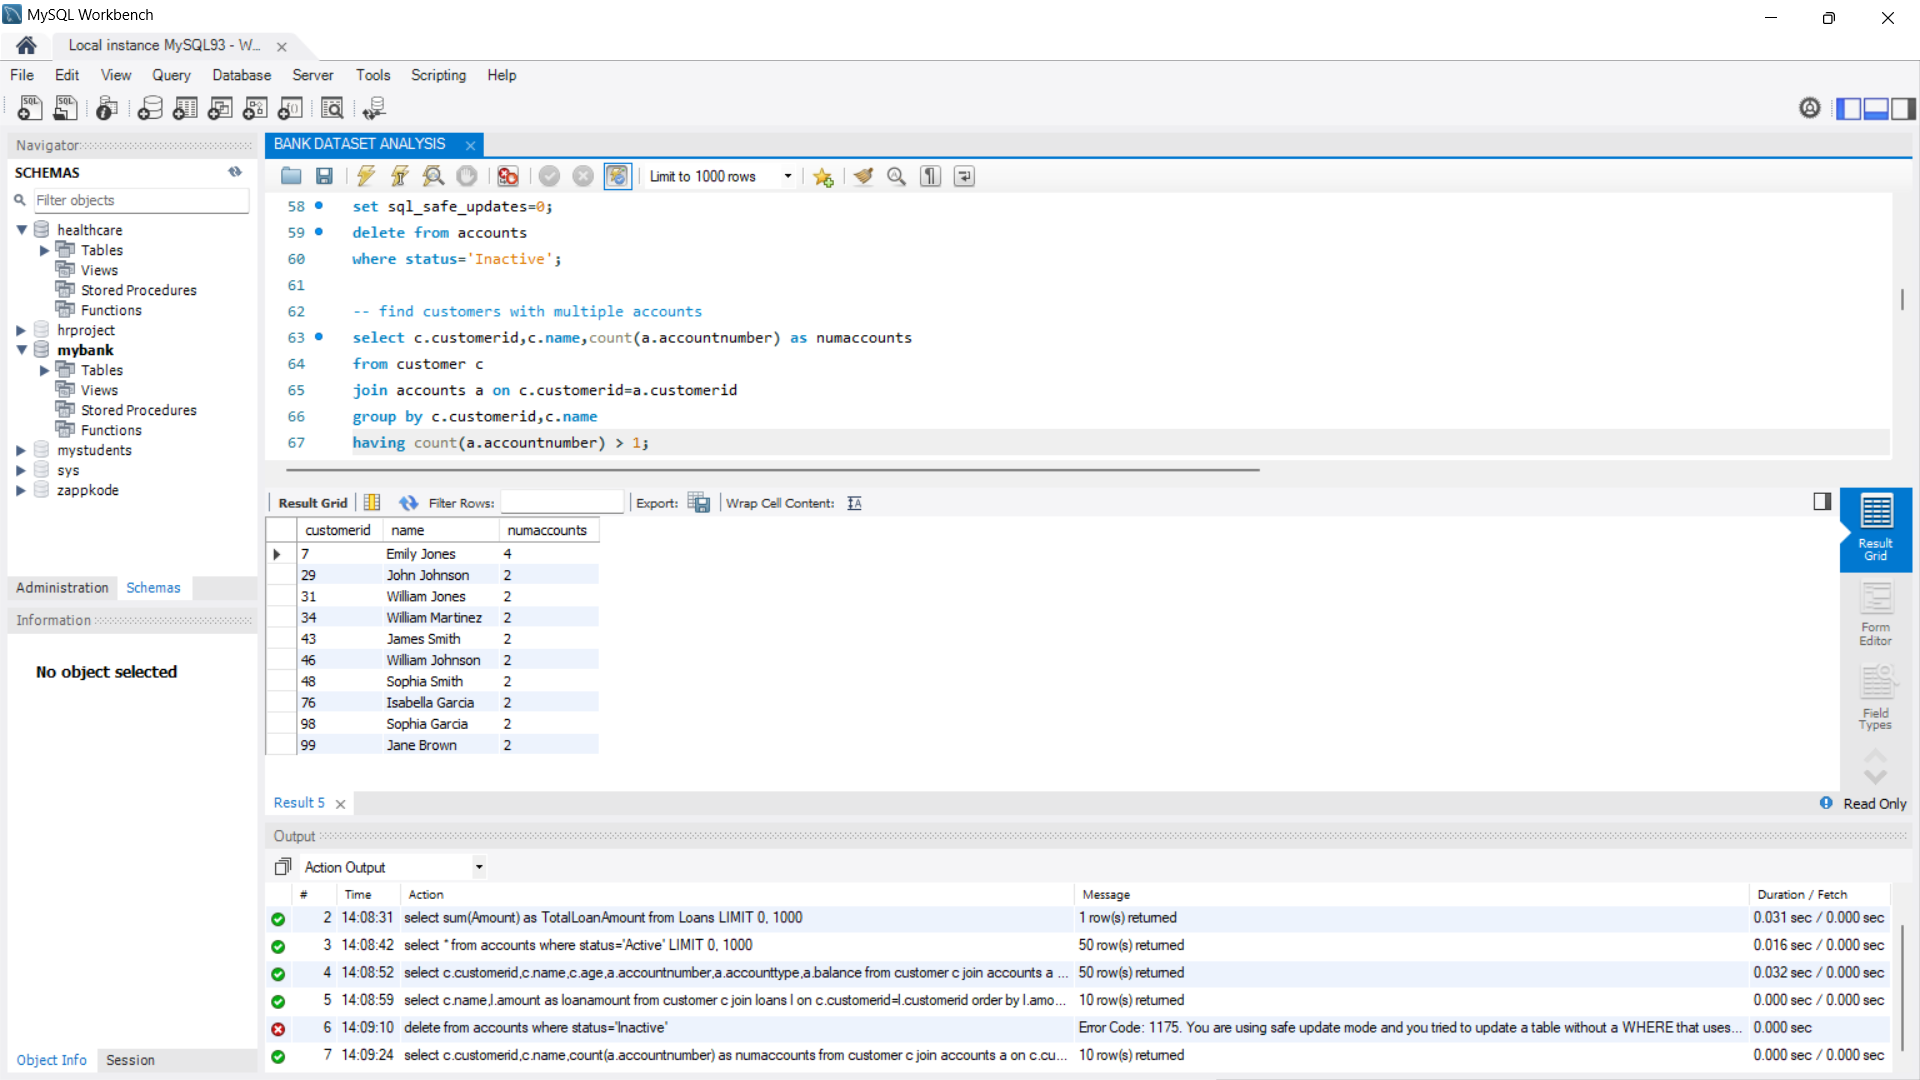 MySQL Workbench
Local instance MySQL93 - W...
File Edit View Query Database Server Tools Scripting Help
Navigator
SCHEMAS
Filter objects
healthcare
Tables
Views
Stored Procedures
Functions
hrproject
mybank
Tables
Views
Stored Procedures
Functions
mystudents
sys
zappkode
Administration Schemas
Information
No object selected
Object Info Session
BANK DATASET ANALYSIS
Limit to 1000 rows
58 set sql_safe_updates=0;
59 delete from accounts
60 where status='Inactive';
61
62 -- find customers with multiple accounts
63 select c.customerid,c.name,count(a.accountnumber) as numaccounts
64 from customer c
65 join accounts a on c.customerid=a.customerid
66 group by c.customerid,c.name
67 having count(a.accountnumber) > 1;
Result Grid Filter Rows: Export: Wrap Cell Content:
customerid name numaccounts
7 Emily Jones 4
29 John Johnson 2
31 William Jones 2
34 William Martinez 2
43 James Smith 2
46 William Johnson 2
48 Sophia Smith 2
76 Isabella Garcia 2
98 Sophia Garcia 2
99 Jane Brown 2
Result
Grid
Form
Editor
Field
Types
Result 5
Read Only
Output
Action Output
# Time Action Message Duration / Fetch
2 14:08:31 select sum(Amount) as TotalLoanAmount from Loans LIMIT 0, 1000 1 row(s) returned 0.031 sec / 0.000 sec
3 14:08:42 select * from accounts where status='Active' LIMIT 0, 1000 50 row(s) returned 0.016 sec / 0.000 sec
4 14:08:52 select c.customerid,c.name,c.age,a.accountnumber,a.accounttype,a.balance from customer c join accounts a ... 50 row(s) returned 0.032 sec / 0.000 sec
5 14:08:59 select c.name,l.amount as loanamount from customer c join loans l on c.customerid=l.customerid order by l.amo... 10 row(s) returned 0.000 sec / 0.000 sec
6 14:09:10 delete from accounts where status='Inactive' Error Code: 1175. You are using safe update mode and you tried to update a table without a WHERE that uses... 0.000 sec
7 14:09:24 select c.customerid,c.name,count(a.accountnumber) as numaccounts from customer c join accounts a on c.cu... 10 row(s) returned 0.000 sec / 0.000 sec